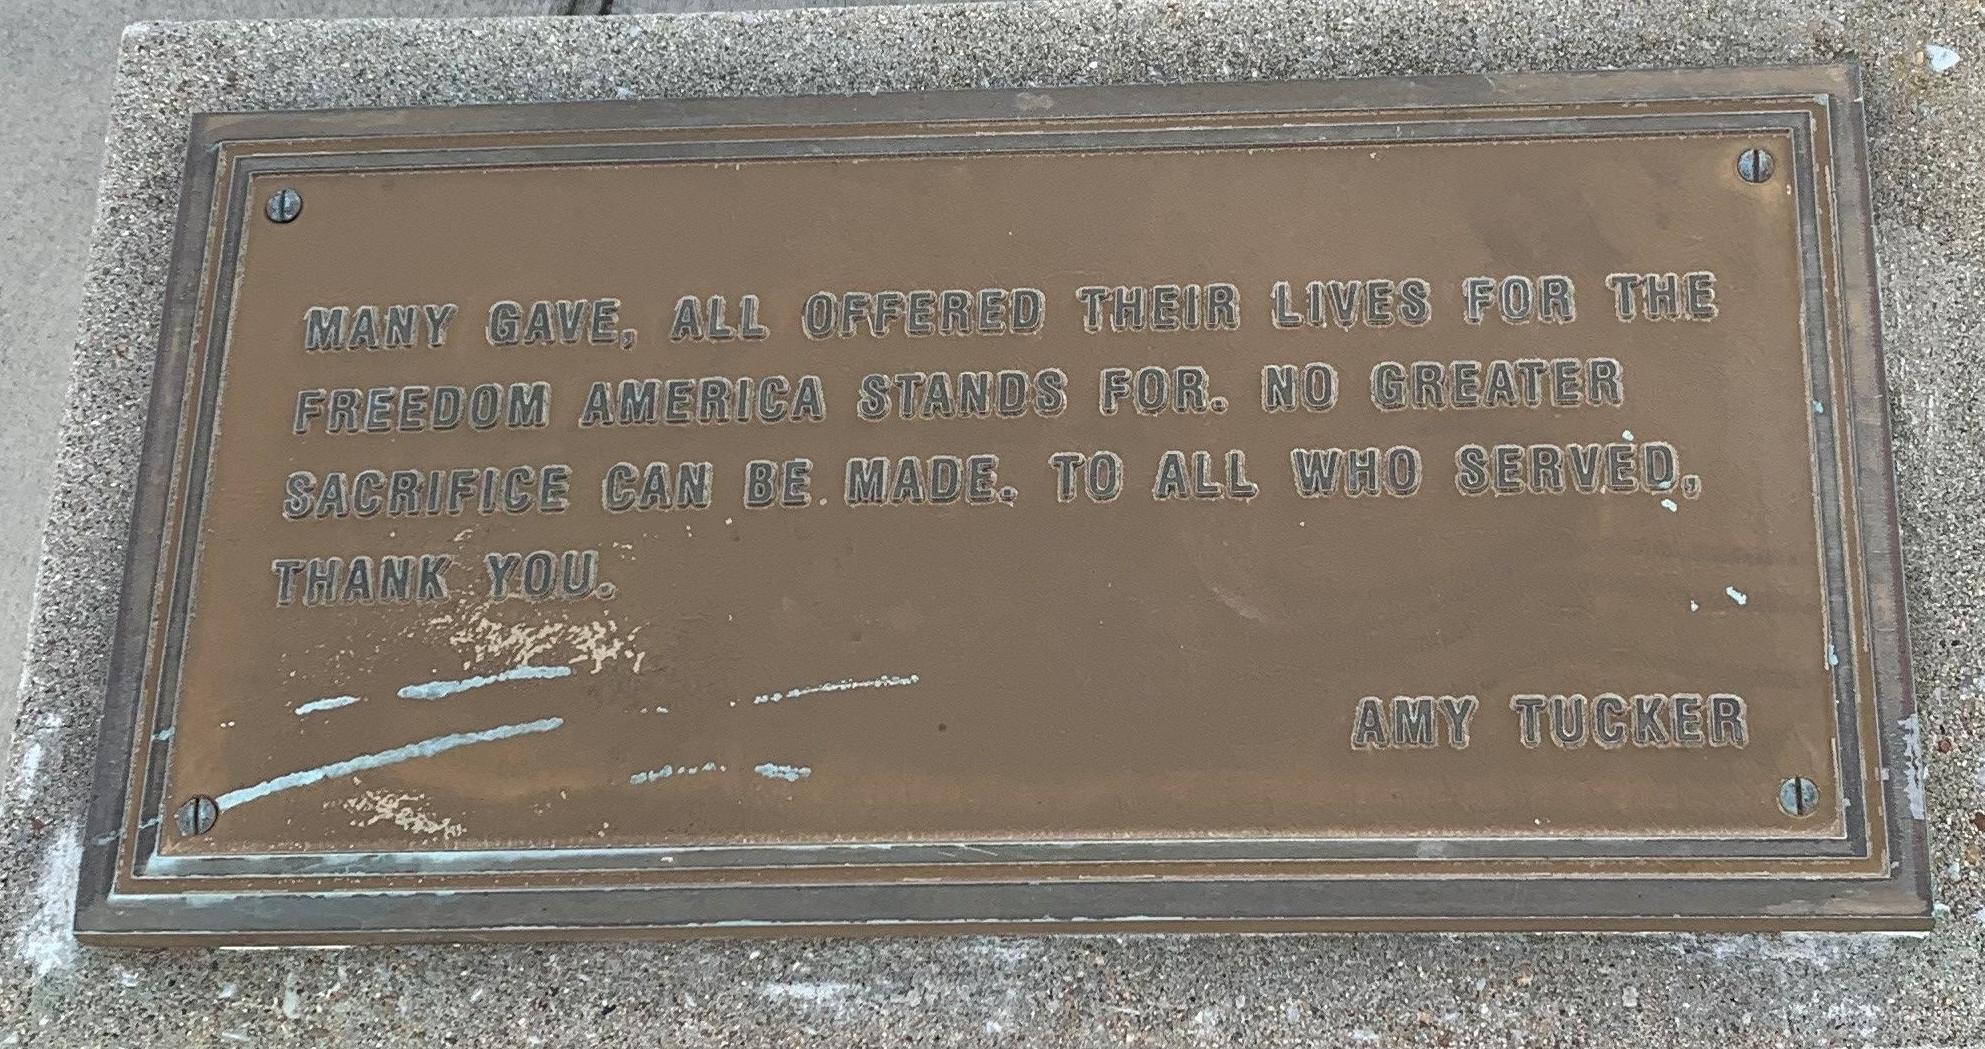 MANY GAVE, ALL OFFERED THEIR LIVES FOR THE
FREEDOM AMERICA STANDS FOR. NO GREATER
SACRIFICE CAN BE MADE. TO ALL WHO SERVED,
THANK YOU.
AMY TUCKER